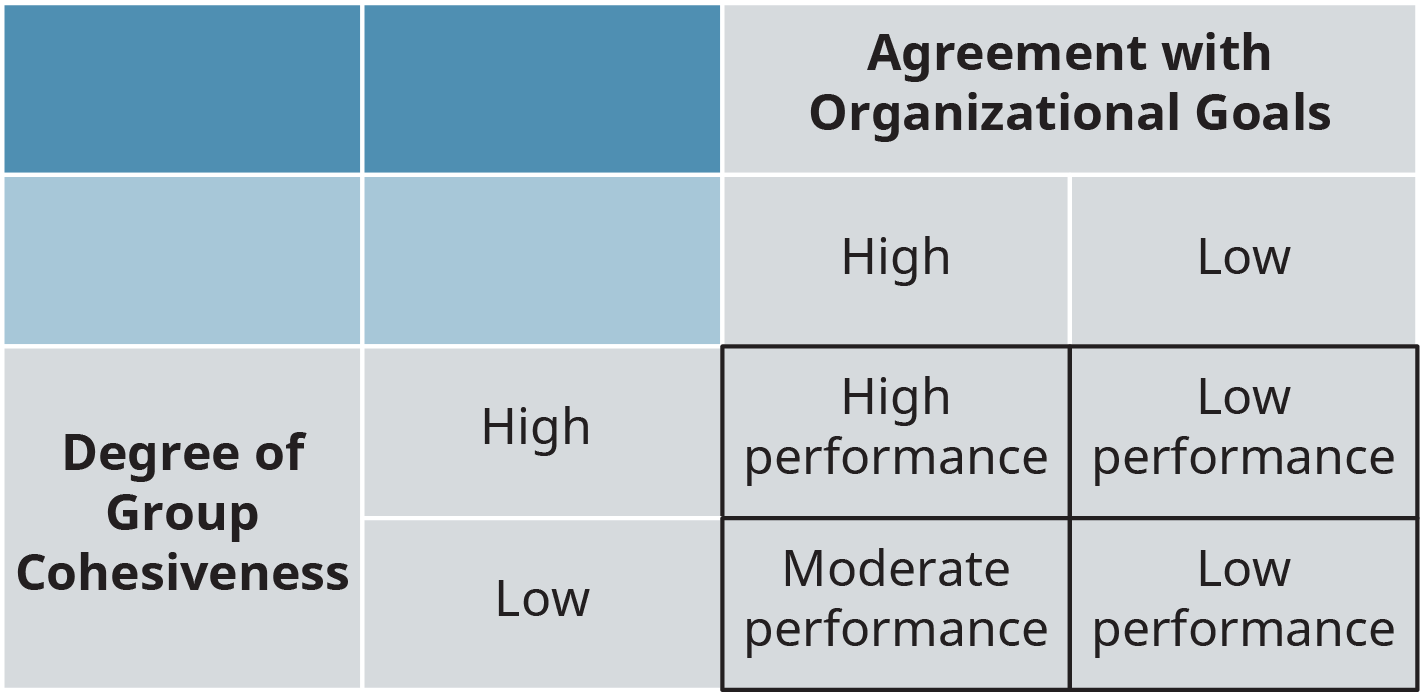 Agreement with
Organizational Goals
High
Low
Degree of
Group
Cohesiveness
High
High
performance
Low
performance
Low
Moderate
performance
Low
performance